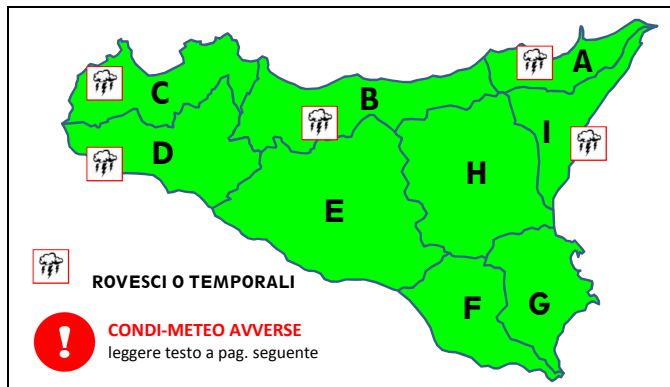 A
B
C
I
D
H
E
F
G
ROVESCI O TEMPORALI
CONDI-METEO AVVERSE
leggere testo a pag. seguente